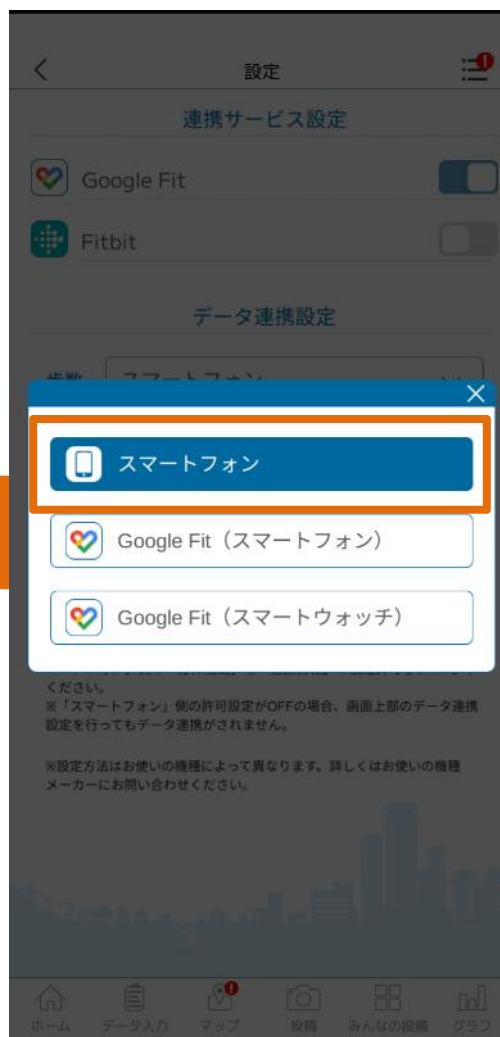 設定
連携サービス設定
Google Fit
Fitbit
データ連携設定
歩数 スマートフォン
スマートフォン
Google Fit（スマートフォン）
Google Fit（スマートウォッチ）
ください。
※「スマートフォン」側の許可設定がOFFの場合、画面上部のデータ連携
設定を行ってもデータ連携がされません。
※設定方法はお使いの機種によって異なります。詳しくはお使いの機種
メーカーにお問い合わせください。
ホーム データ入力 マップ 投稿 みんなの投稿 グラフ